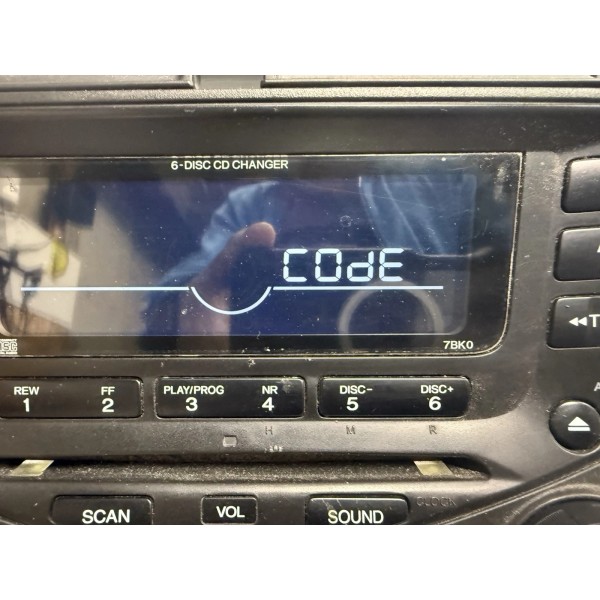 6-DISC CD CHANGER
CODE
7BK0
REW FF PLAY/PROG NR DISC- DISC+
1 2 3 4 5 6
H M R
SCAN VOL SOUND CLOCK